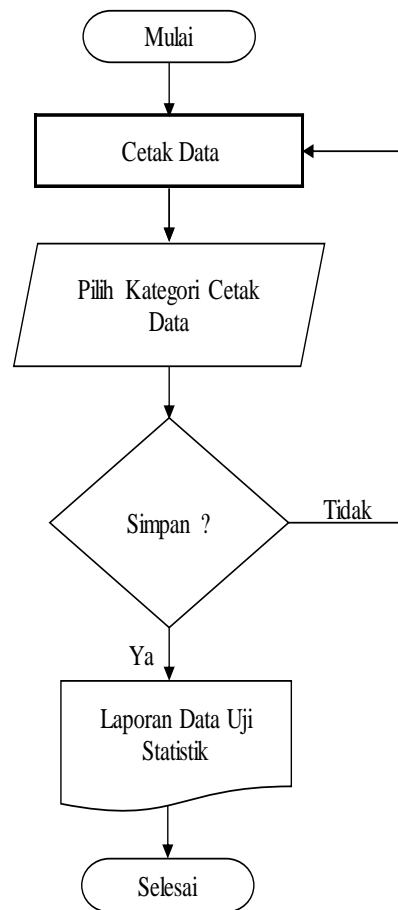 Mulai
Cetak Data
Pilih Kategori Cetak
Data
Simpan ?
Tidak
Ya
Laporan Data Uji
Statistik
Selesai